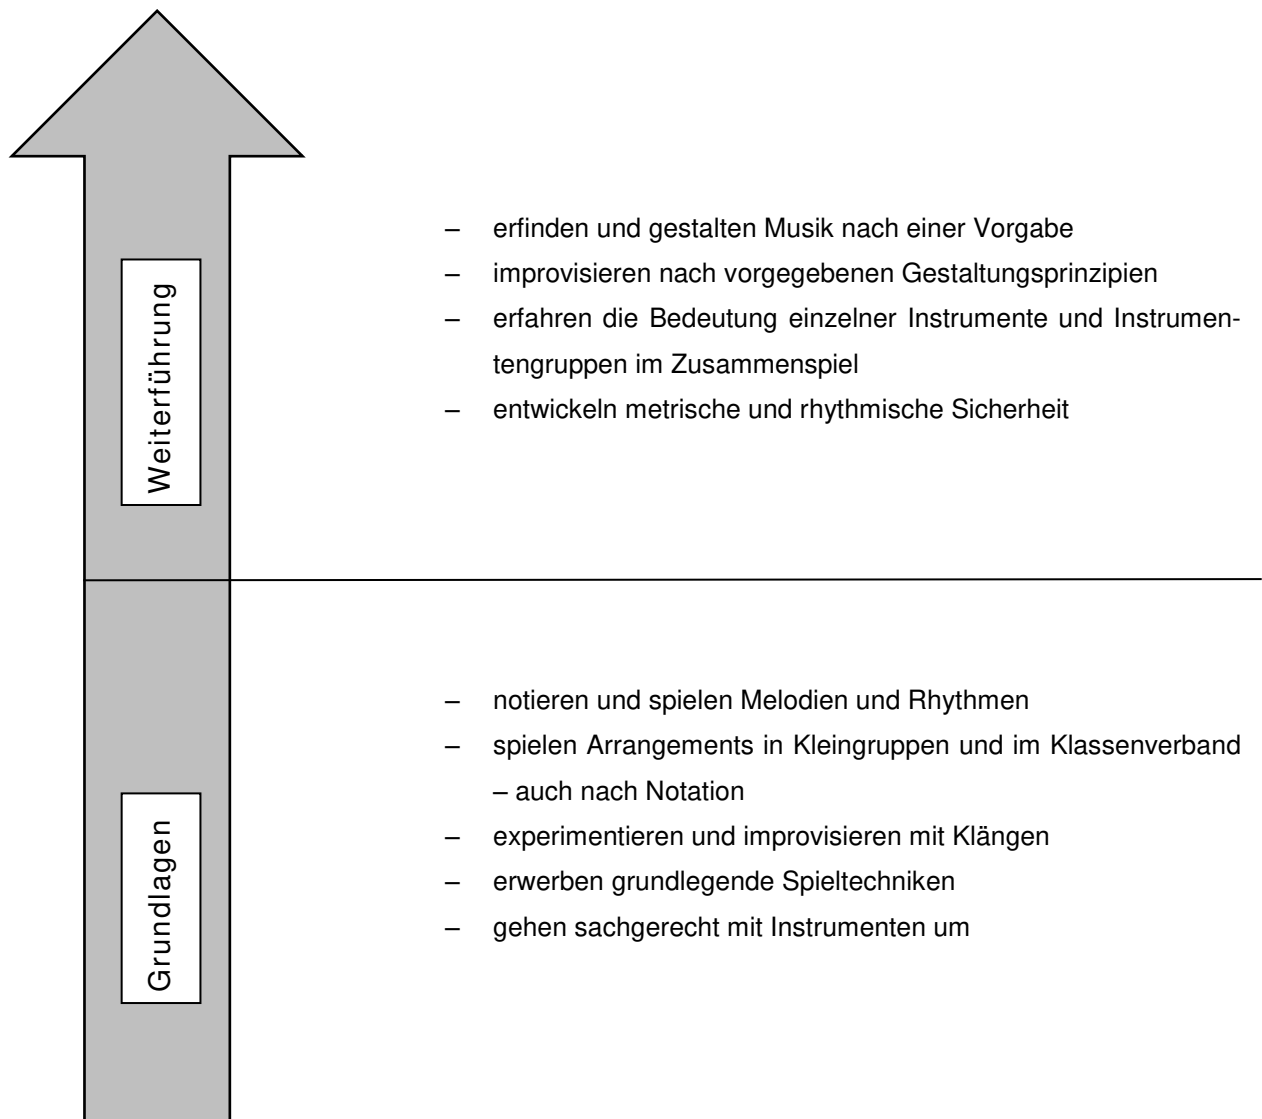 Weiterführung
– erfinden und gestalten Musik nach einer Vorgabe
– improvisieren nach vorgegebenen Gestaltungsprinzipien
– erfahren die Bedeutung einzelner Instrumente und Instrumen-
tengruppen im Zusammenspiel
– entwickeln metrische und rhythmische Sicherheit
Grundlagen
– notieren und spielen Melodien und Rhythmen
– spielen Arrangements in Kleingruppen und im Klassenverband
– auch nach Notation
– experimentieren und improvisieren mit Klängen
– erwerben grundlegende Spieltechniken
– gehen sachgerecht mit Instrumenten um